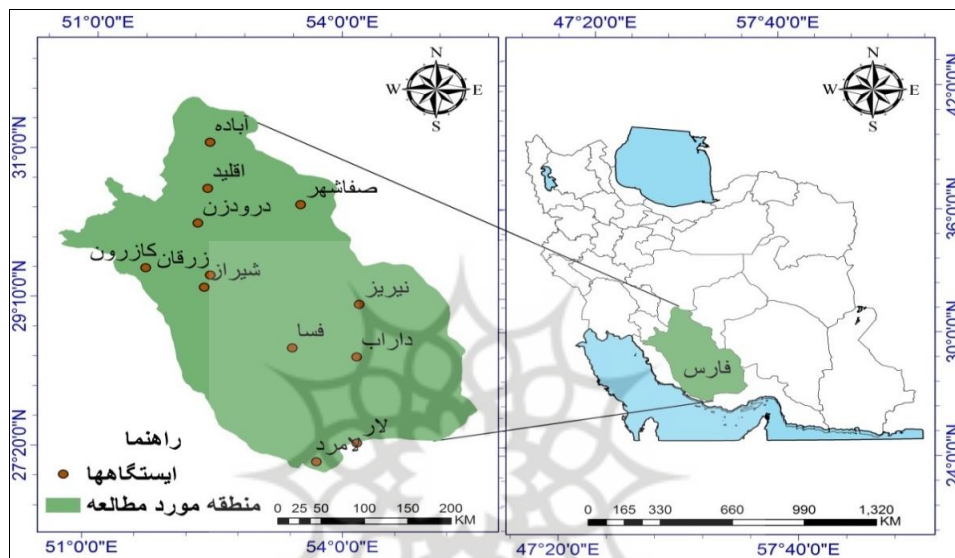 51°0'0"E
54°0'0"E
47°20'0"E
57°40'0"E
N
W
E
S
N
W
E
S
31°0'0"N
29°10'0"N
27°20'0"N
42°0'0"N
36°0'0"N
30°0'0"N
24°0'0"N
آباده
اقلید
صفاشهر
درودزن
کازرون
زرقان
شیراز
نیریز
فسا
داراب
لار
لامرد
راهنما
ایستگاهها
منطقه مورد مطالعه
0 25 50 100 150 200
KM
فارس
0 165 330 660 990 1,320
KM
51°0'0"E
54°0'0"E
47°20'0"E
57°40'0"E